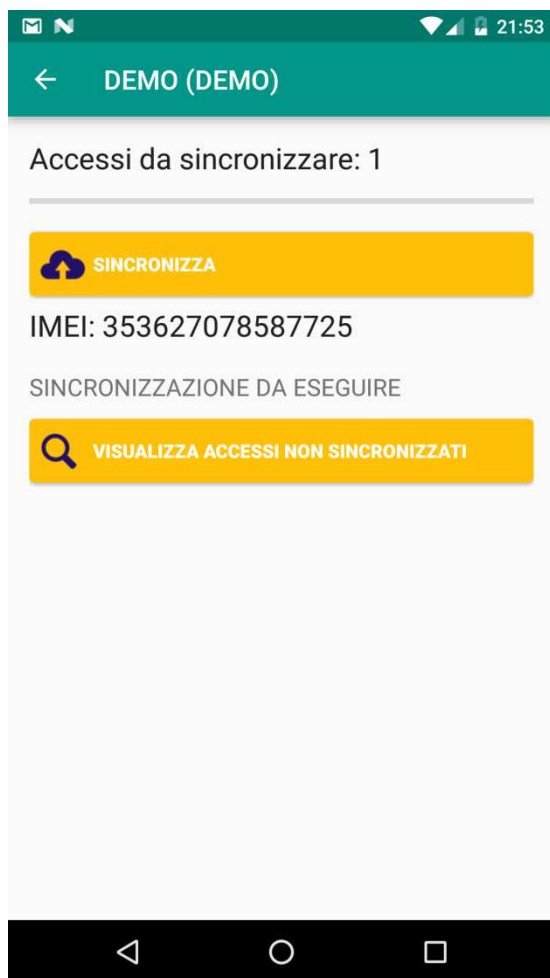 21:53
DEMO (DEMO)
Accessi da sincronizzare: 1
SINCRONIZZA
IMEI: 353627078587725
SINCRONIZZAZIONE DA ESEGUIRE
VISUALIZZA ACCESSI NON SINCRONIZZATI